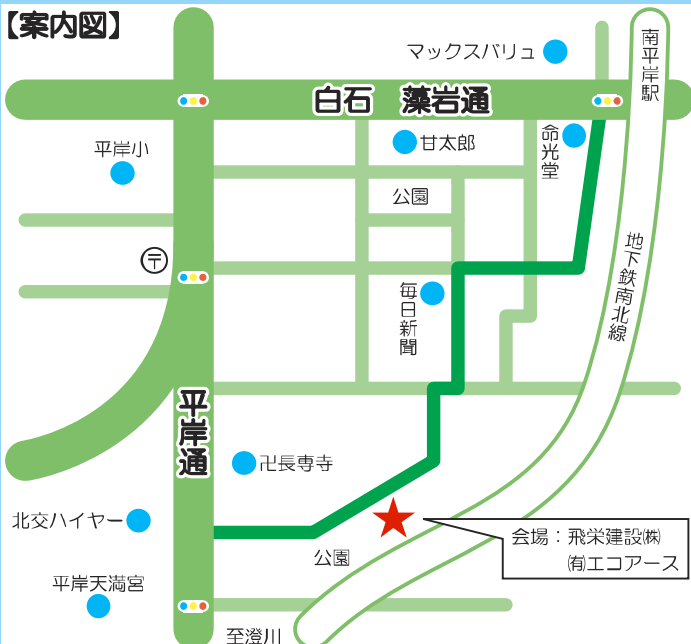 【案内図】
マックスバリュ
南平岸駅
白石 藻岩通
平岸小
甘太郎
命光堂
公園
〒
地下鉄南北線
毎日新聞
平岸通
卍長専寺
北交ハイヤー
会場：飛栄建設㈱
㈲エコアース
公園
平岸天満宮
至澄川